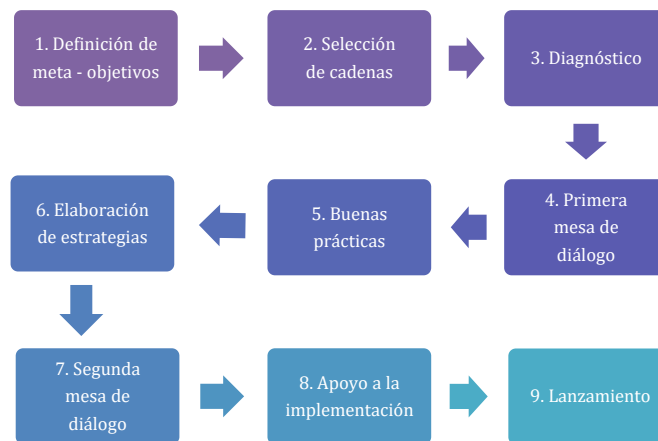 1. Definición de
meta - objetivos
2. Selección
de cadenas
3. Diagnóstico
4. Primera
mesa de
diálogo
5. Buenas
prácticas
6. Elaboración
de estrategias
7. Segunda
mesa de
diálogo
8. Apoyo a la
implementación
9. Lanzamiento